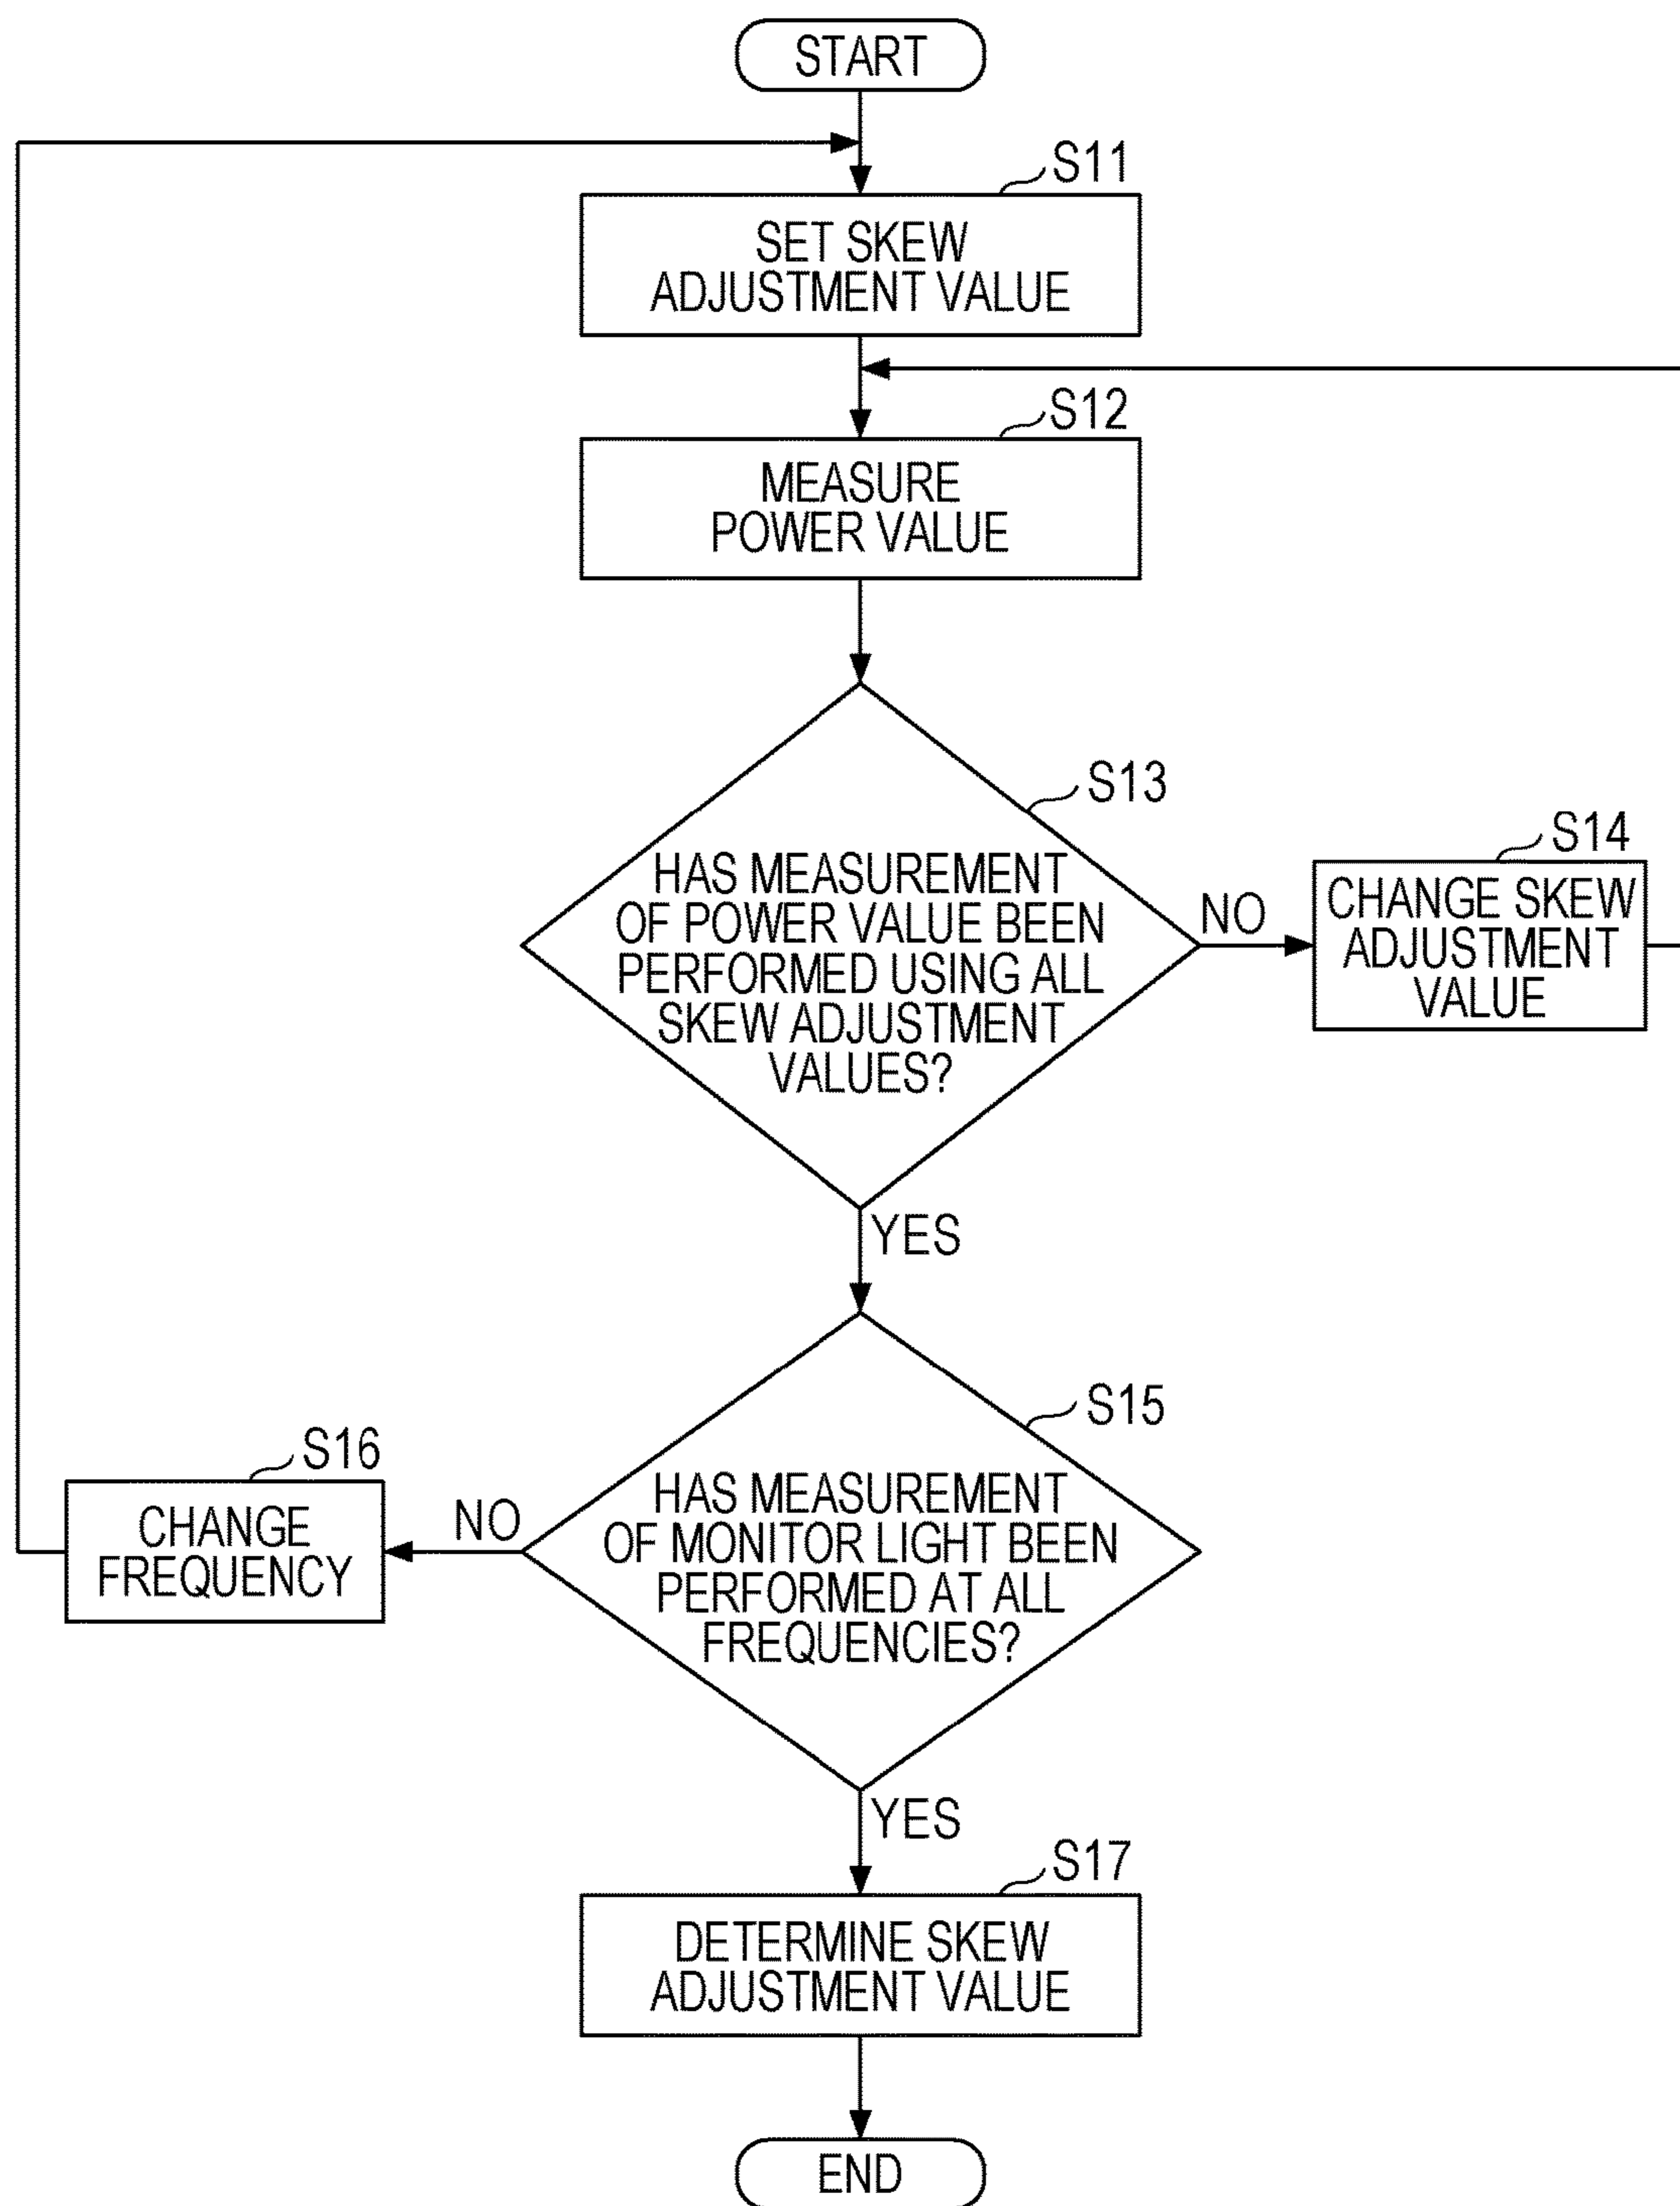 START
S11
SET SKEW
ADJUSTMENT VALUE
S12
MEASURE
POWER VALUE
S13
HAS MEASUREMENT
OF POWER VALUE BEEN
PERFORMED USING ALL
SKEW ADJUSTMENT
VALUES?
NO
S14
CHANGE SKEW
ADJUSTMENT
VALUE
YES
S15
HAS MEASUREMENT
OF MONITOR LIGHT BEEN
PERFORMED AT ALL
FREQUENCIES?
NO
S16
CHANGE
FREQUENCY
YES
S17
DETERMINE SKEW
ADJUSTMENT VALUE
END